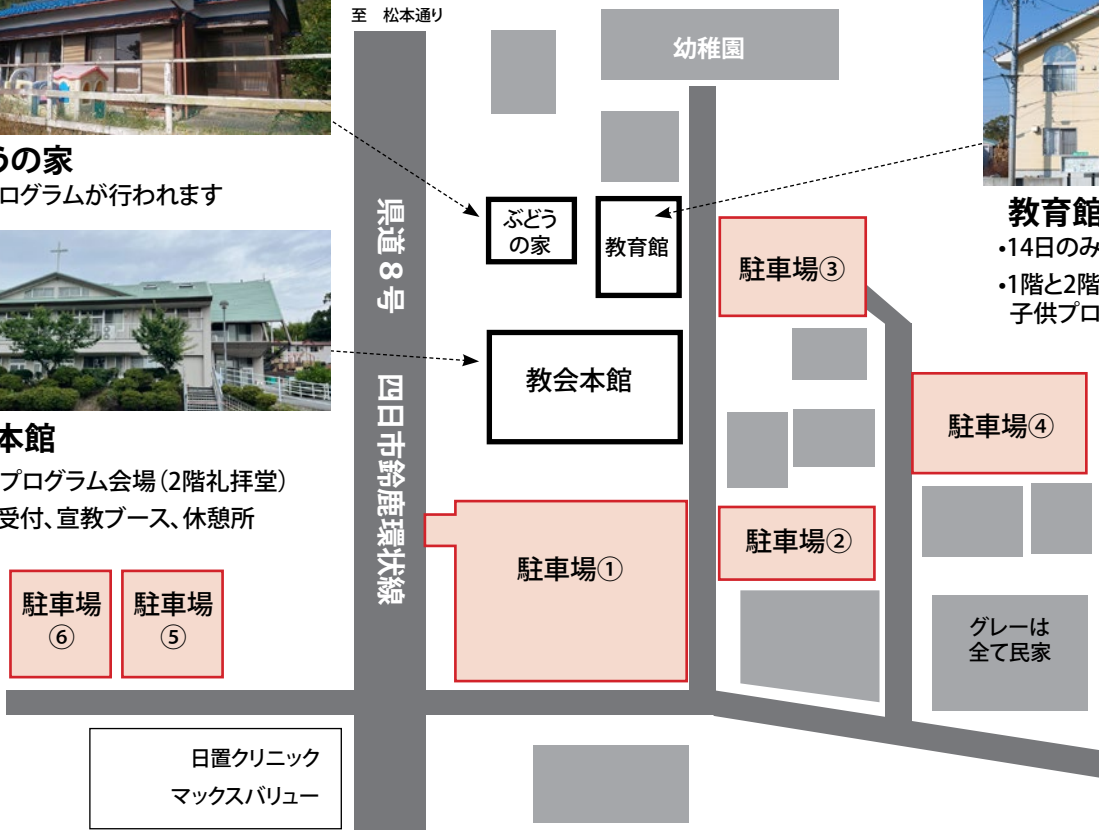 至 松本通り
幼稚園
うの家
ログラムが行われます
県道8号 四日市鈴鹿環状線
ぶどう
の家
教育館
駐車場③
教育館
•14日のみ
•1階と2階
子供プロ
教会本館
駐車場④
本館
プログラム会場(2階礼拝堂)
受付、宣教ブース、休憩所
駐車場①
駐車場②
駐車場
⑥
駐車場
⑤
グレーは
全て民家
日置クリニック
マックスバリュー